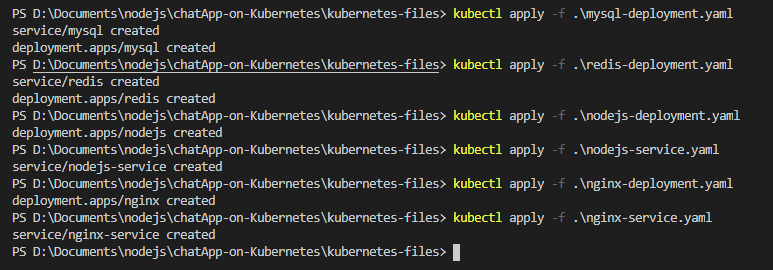 PS D:\Documents\nodejs\chatApp-on-Kubernetes\kubernetes-files> kubectl apply -f .\mysql-deployment.yaml
service/mysql created
deployment.apps/mysql created
PS D:\Documents\nodejs\chatApp-on-Kubernetes\kubernetes-files> kubectl apply -f .\redis-deployment.yaml
service/redis created
deployment.apps/redis created
PS D:\Documents\nodejs\chatApp-on-Kubernetes\kubernetes-files> kubectl apply -f .\nodejs-deployment.yaml
deployment.apps/nodejs created
PS D:\Documents\nodejs\chatApp-on-Kubernetes\kubernetes-files> kubectl apply -f .\nodejs-service.yaml
service/nodejs-service created
PS D:\Documents\nodejs\chatApp-on-Kubernetes\kubernetes-files> kubectl apply -f .\nginx-deployment.yaml
deployment.apps/nginx created
PS D:\Documents\nodejs\chatApp-on-Kubernetes\kubernetes-files> kubectl apply -f .\nginx-service.yaml
service/nginx-service created
PS D:\Documents\nodejs\chatApp-on-Kubernetes\kubernetes-files>